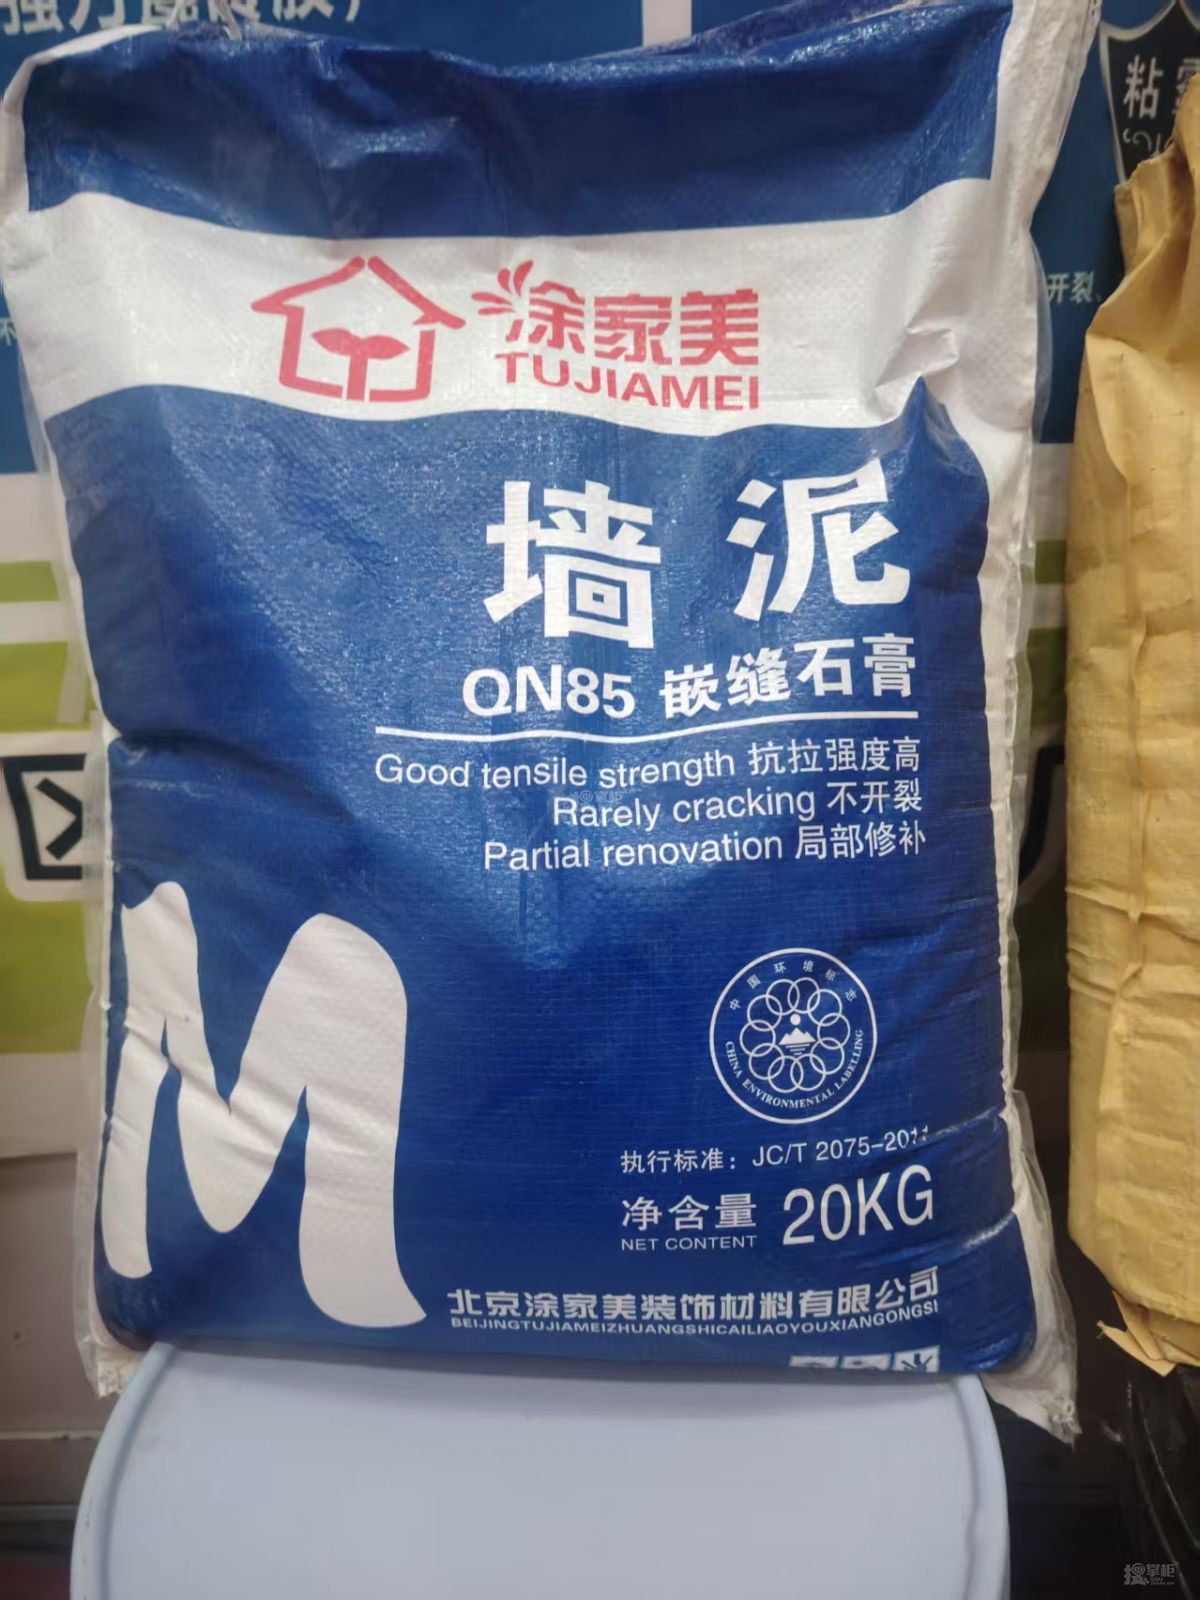 粘
开裂、
涂家美
TUJIAMEI
墙泥
QN85 嵌缝石膏
Good tensile strength 抗拉强度高
Rarely cracking 不开裂
Partial renovation 局部修补
中国环境标志
CHINA ENVIRONMENTAL LABELLING
执行标准：JC/T 2075-2011
净含量 20KG
NET CONTENT
北京涂家美装饰材料有限公司
BEIJINGTUJIAMEIZHUANGSHICAILIAOYOUXIANGONGSI
搜掌柜